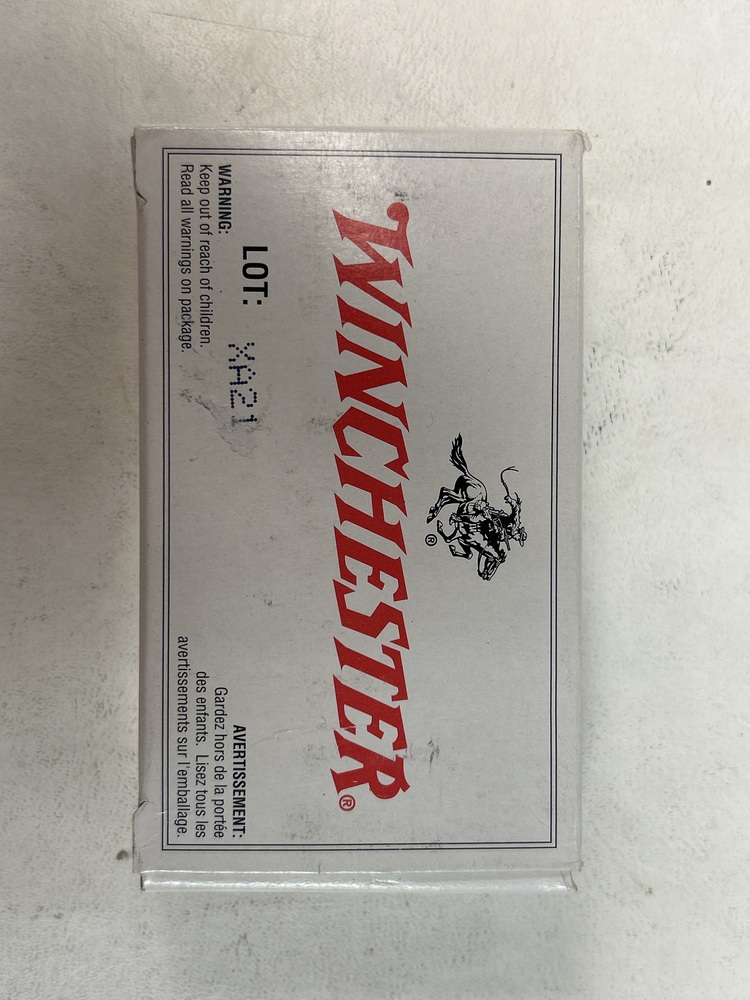 ®
WINCHESTER®
LOT: XA21
WARNING:
Keep out of reach of children.
Read all warnings on package.
AVERTISSEMENT:
Gardez hors de la portée
des enfants. Lisez tous les
avertissements sur l'emballage.